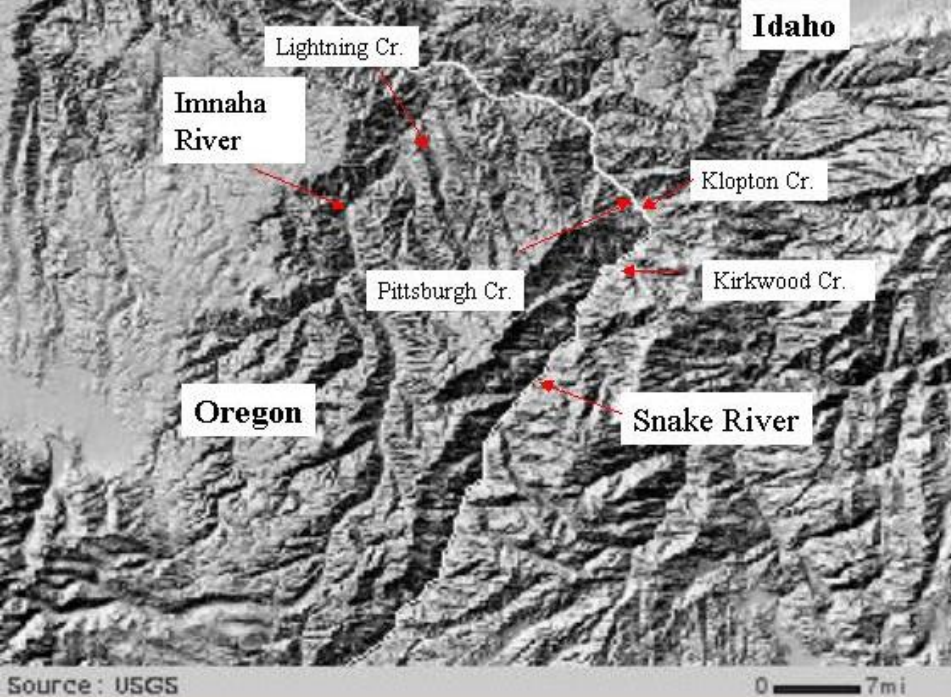 Idaho
Lightning Cr.
Imnaha
River
Klopton Cr.
Pittsburgh Cr.
Kirkwood Cr.
Oregon
Snake River
Source: USGS
0 7mi